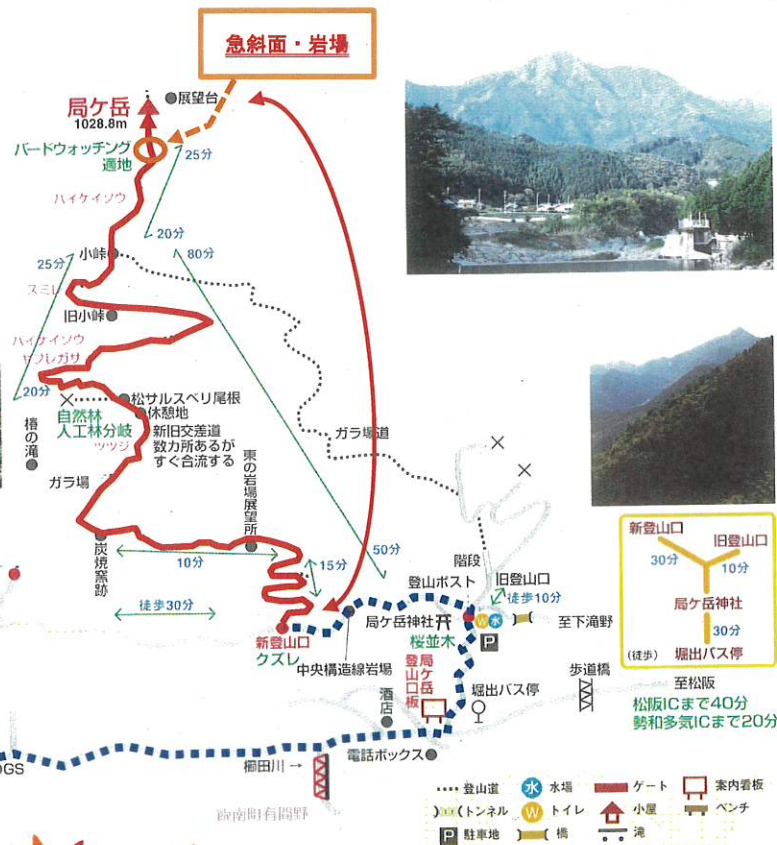 急斜面・岩場
局ケ岳
1028.8m
展望台
バードウォッチング
適地
25分
バイケイソウ
20分
小峠
80分
25分
スミレ
旧小峠
バイケイソウ
ヤブレガサ
20分
松サルスベリ尾根
休憩地
自然林
人工林分岐
ツツジ
新旧交差道
数カ所あるが
すぐ合流する
椿の滝
ガラ場
東の岩場展望所
ガラ場道
炭焼窯跡
10分
15分
50分
徒歩30分
新登山口
クズレ
中央構造線岩場
階段
登山ポスト
旧登山口
徒歩10分
局ケ岳神社
W
水
桜並木
P
至下滝野
局ケ岳
登山口板
酒店
堀出バス停
歩道橋
電話ボックス
櫛田川→
OGS
新登山口
旧登山口
30分
10分
局ケ岳神社
30分
(徒歩)
堀出バス停
至松阪
松阪ICまで40分
勢和多気ICまで20分
登山道
水 水場
ゲート
案内看板
トンネル
W トイレ
小屋
ベンチ
P 駐車地
橋
滝